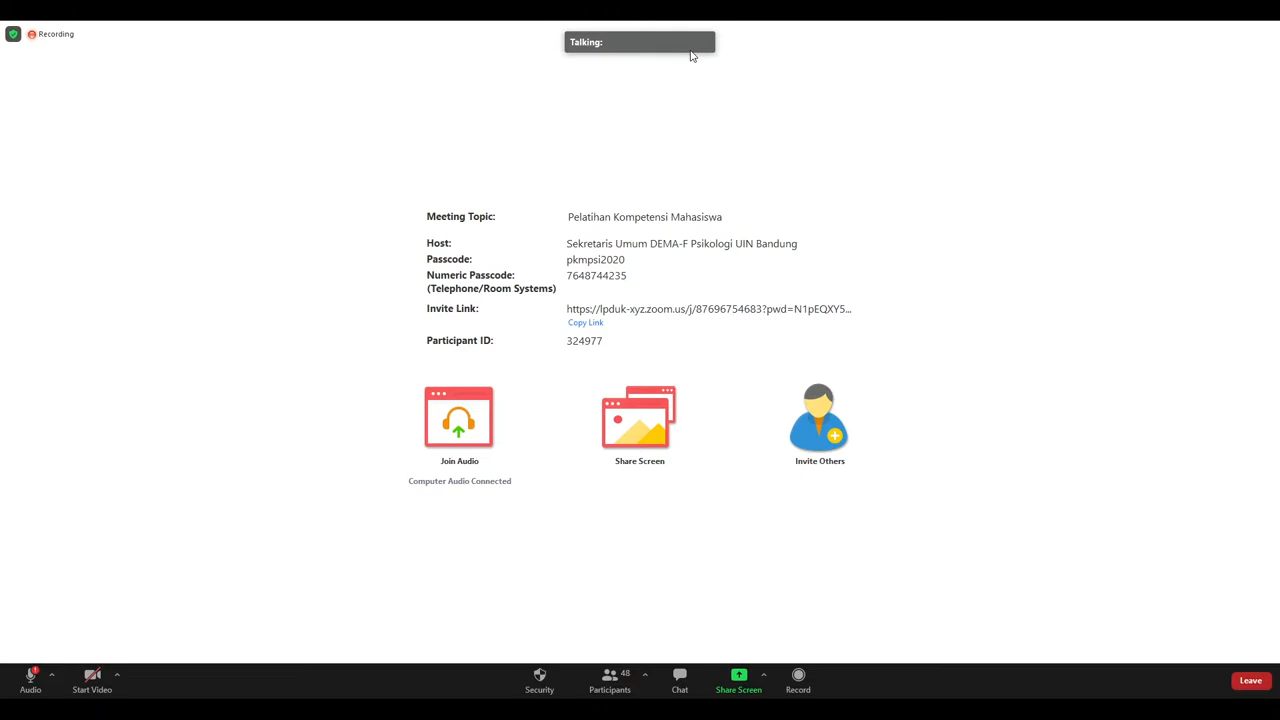 Recording
Talking:
Meeting Topic: Pelatihan Kompetensi Mahasiswa
Host: Sekretaris Umum DEMA-F Psikologi UIN Bandung
Passcode: pkmpsi2020
Numeric Passcode: 7648744235
(Telephone/Room Systems)
Invite Link: https://lpduk-xyz.zoom.us/j/87696754683?pwd=N1pEQXY5...
Copy Link
Participant ID: 324977
Join Audio Share Screen Invite Others
Computer Audio Connected
48
Audio Start Video Security Participants Chat Share Screen Record Leave